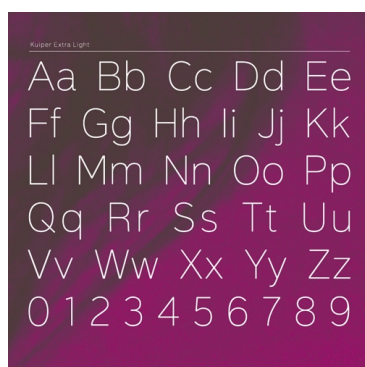 Kuiper Extra Light
Aa Bb Cc Dd Ee
Ff Gg Hh Ii Jj Kk
Ll Mm Nn Oo Pp
Qq Rr Ss Tt Uu
Vv Ww Xx Yy Zz
0 1 2 3 4 5 6 7 8 9